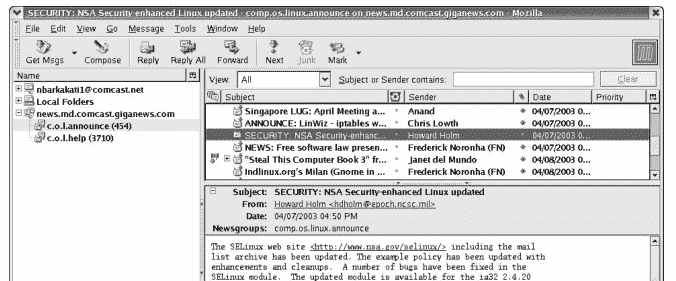 SECURITY: NSA Security-enhanced Linux updated - comp.os.linux.announce on news.md.comcast.giganews.com - Mozilla
File Edit View Go Message Tools Window Help
Get Msgs Compose Reply Reply All Forward Next Junk Mark
Name
nbarkakati1@comcast.net
Local Folders
news.md.comcast.giganews.com
c.o.l.announce (454)
c.o.l.help (3710)
View: All Subject or Sender contains: Clear
Subject Sender Date Priority
Singapore LUG: April Meeting a... Anand 04/07/2003 0...
ANNOUNCE: LinWiz - iptables w... Chris Lowth 04/07/2003 0...
SECURITY: NSA Security-enhanc... Howard Holm 04/07/2003 0...
NEWS: Free software law presen... Frederick Noronha (FN) 04/07/2003 0...
"Steal This Computer Book 3" fr... Janet del Mundo 04/08/2003 0...
Indlinux.org's Milan (Gnome in ... Frederick Noronha (FN) 04/08/2003 0...
Subject: SECURITY: NSA Security-enhanced Linux updated
From: Howard Holm <hdholm@epoch.ncsc.mil>
Date: 04/07/2003 04:50 PM
Newsgroups: comp.os.linux.announce
The SELinux web site <http://www.nsa.gov/selinux/> including the mail
list archive has been updated. The example policy has been updated with
enhancements and cleanups. A number of bugs have been fixed in the
SELinux module. The updated module is available for the ia32 2.4.20